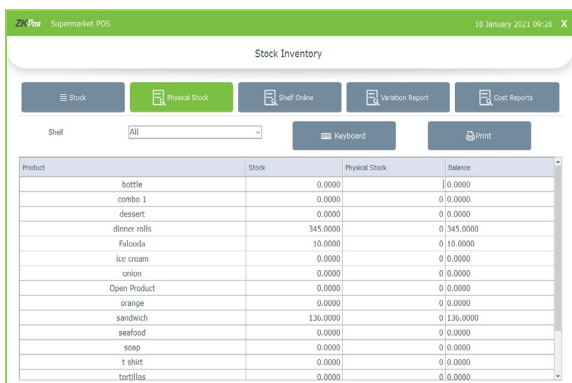 ZKPos Supermarket POS 18 January 2021 09:26 X
Stock Inventory
Stock Physical Stock Shelf Online Variation Report Cost Reports
Shelf All Keyboard Print
Product Stock Physical Stock Balance
bottle 0.0000 0.0000
combo 1 0.0000 0 0.0000
dessert 0.0000 0 0.0000
dinner rolls 345.0000 0 345.0000
Falooda 10.0000 0 10.0000
ice cream 0.0000 0 0.0000
onion 0.0000 0 0.0000
Open Product 0.0000 0 0.0000
orange 0.0000 0 0.0000
sandwich 136.0000 0 136.0000
seafood 0.0000 0 0.0000
soap 0.0000 0 0.0000
t shirt 0.0000 0 0.0000
tortillas 0.0000 0 0.0000